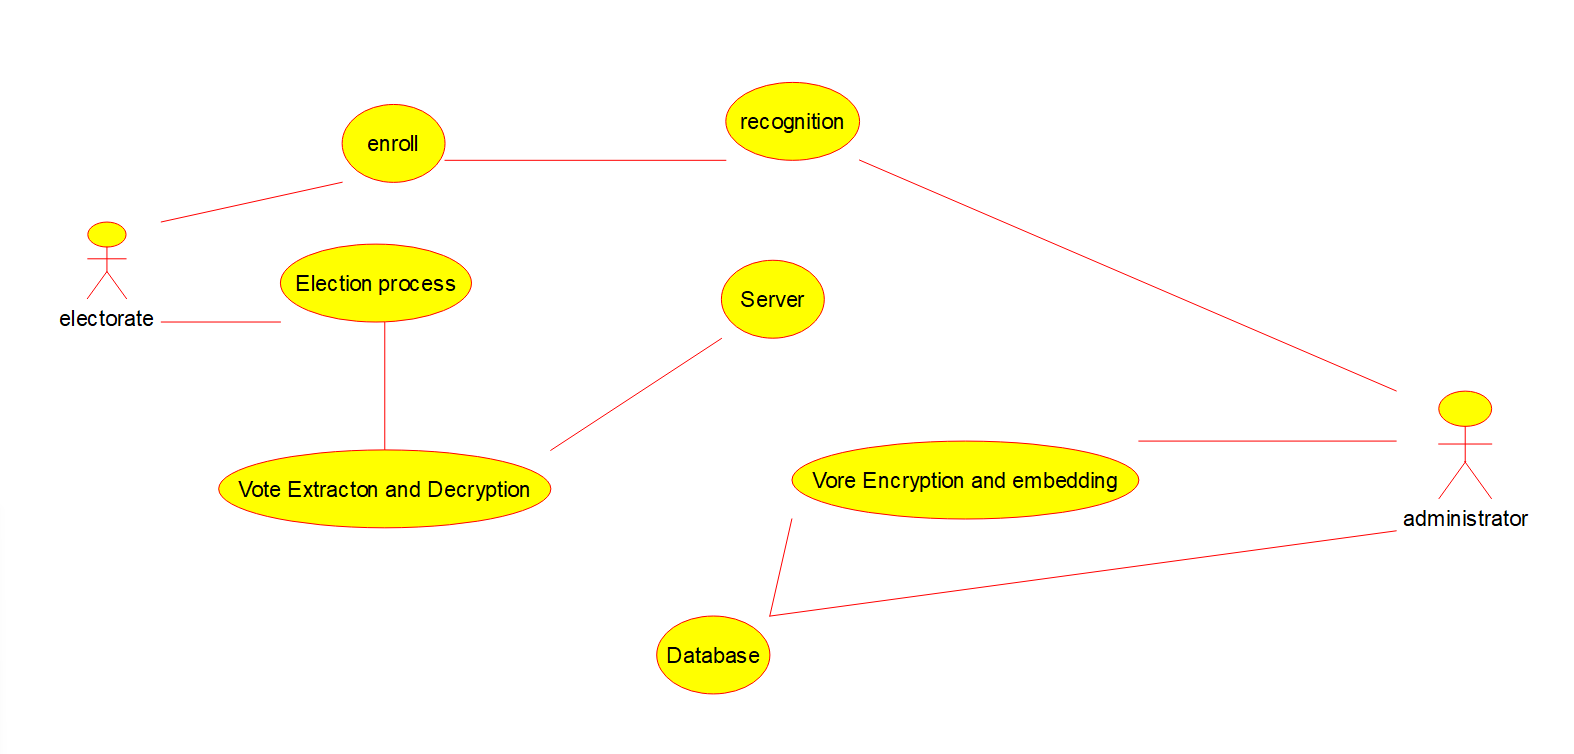 recognition
enroll
Election process
Server
electorate
Vote Extracton and Decryption
Vore Encryption and embedding
administrator
Database